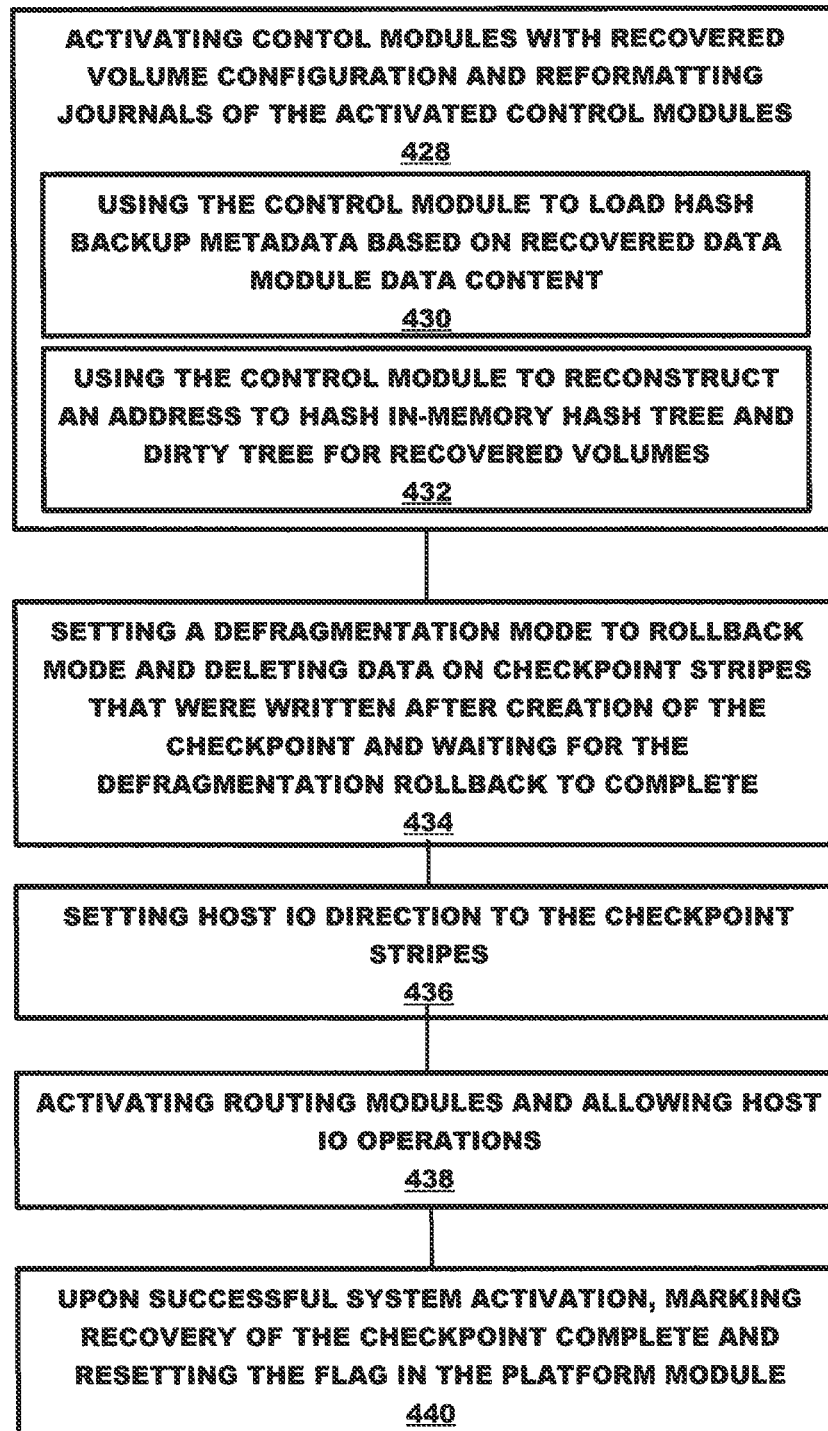 ACTIVATING CONTOL MODULES WITH RECOVERED
VOLUME CONFIGURATION AND REFORMATTING
JOURNALS OF THE ACTIVATED CONTROL MODULES
428
USING THE CONTROL MODULE TO LOAD HASH
BACKUP METADATA BASED ON RECOVERED DATA
MODULE DATA CONTENT
430
USING THE CONTROL MODULE TO RECONSTRUCT
AN ADDRESS TO HASH IN-MEMORY HASH TREE AND
DIRTY TREE FOR RECOVERED VOLUMES
432
SETTING A DEFRAGMENTATION MODE TO ROLLBACK
MODE AND DELETING DATA ON CHECKPOINT STRIPES
THAT WERE WRITTEN AFTER CREATION OF THE
CHECKPOINT AND WAITING FOR THE
DEFRAGMENTATION ROLLBACK TO COMPLETE
434
SETTING HOST IO DIRECTION TO THE CHECKPOINT
STRIPES
436
ACTIVATING ROUTING MODULES AND ALLOWING HOST
IO OPERATIONS
438
UPON SUCCESSFUL SYSTEM ACTIVATION, MARKING
RECOVERY OF THE CHECKPOINT COMPLETE AND
RESETTING THE FLAG IN THE PLATFORM MODULE
440